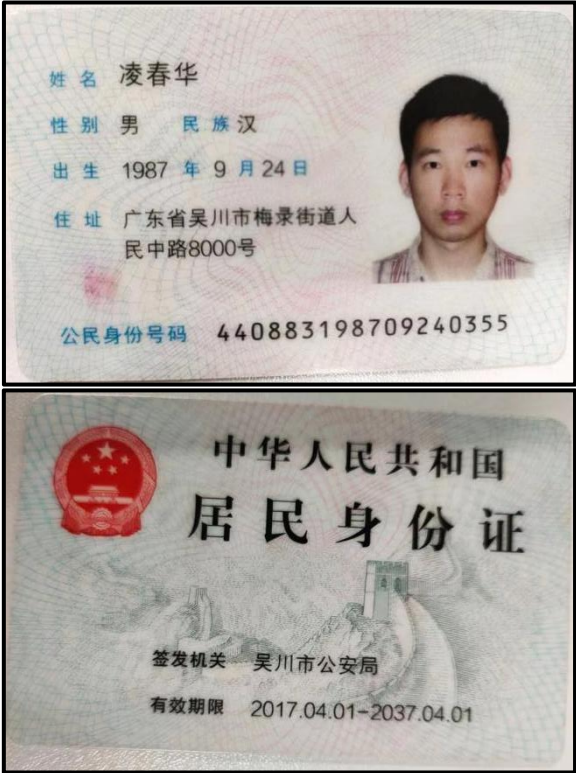 姓名 凌春华
性别 男 民族 汉
出生 1987 年 9 月 24 日
住址 广东省吴川市梅录街道人
民中路8000号
公民身份号码 440883198709240355
中华人民共和国
居民身份证
签发机关 吴川市公安局
有效期限 2017.04.01-2037.04.01